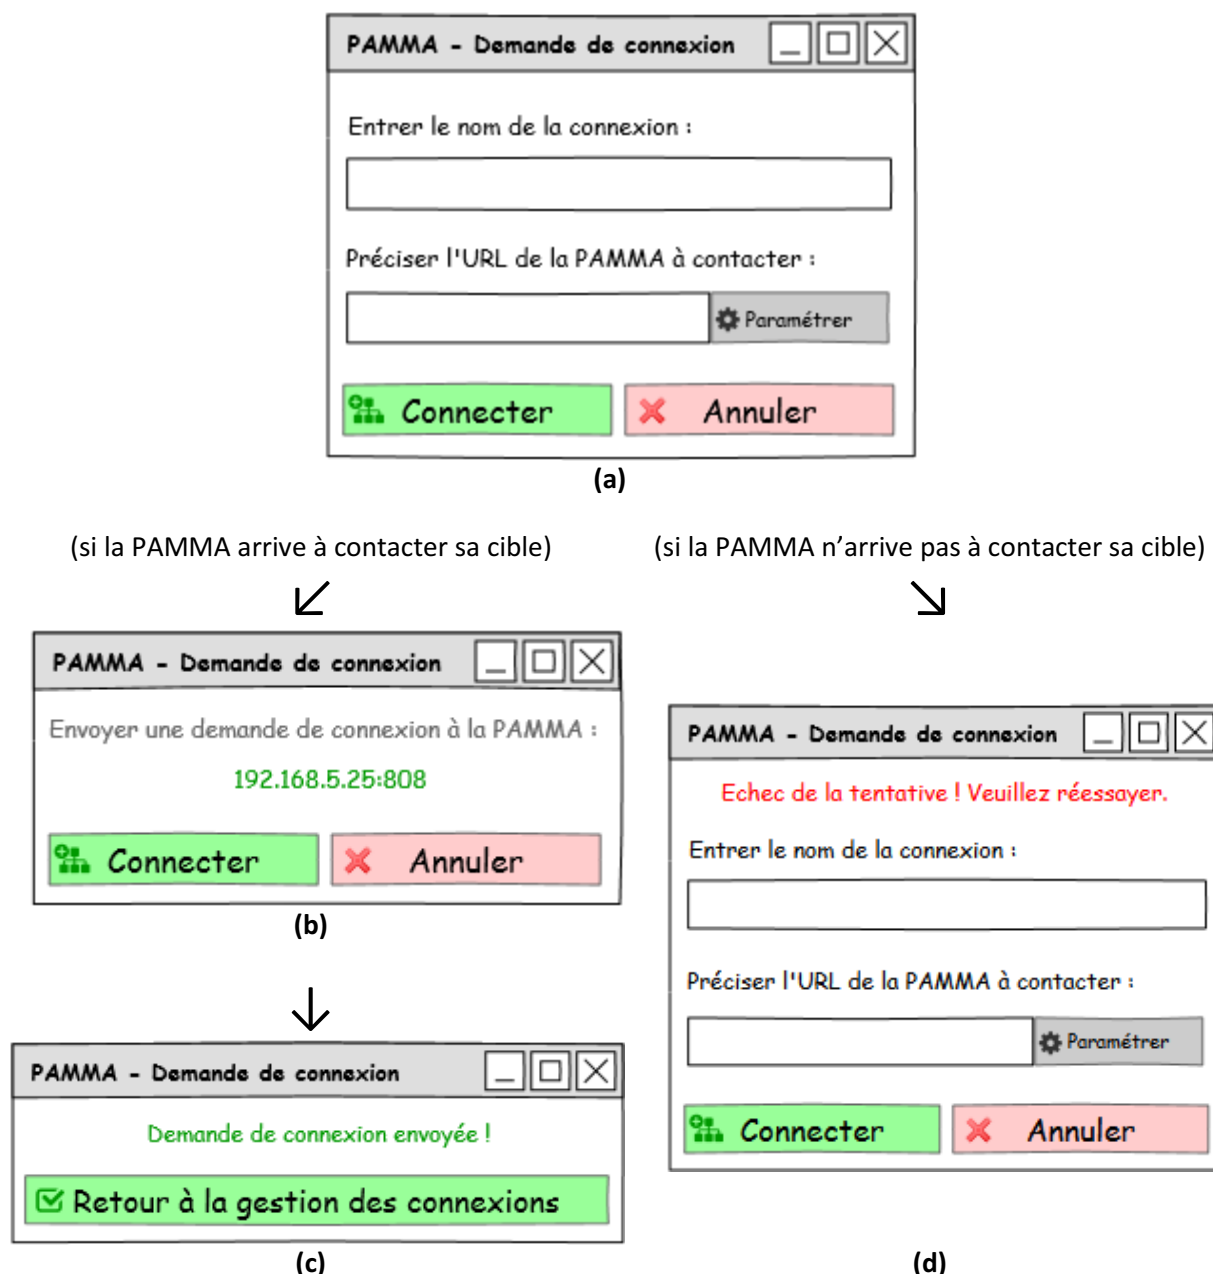 PAMMA - Demande de connexion
Entrer le nom de la connexion :
Préciser l'URL de la PAMMA à contacter :
Paramétrer
Connecter
Annuler
(a)
(si la PAMMA arrive à contacter sa cible)
(si la PAMMA n’arrive pas à contacter sa cible)
PAMMA - Demande de connexion
Envoyer une demande de connexion à la PAMMA :
192.168.5.25:808
Connecter
Annuler
(b)
PAMMA - Demande de connexion
Demande de connexion envoyée !
Retour à la gestion des connexions
(c)
PAMMA - Demande de connexion
Echec de la tentative ! Veuillez réessayer.
Entrer le nom de la connexion :
Préciser l'URL de la PAMMA à contacter :
Paramétrer
Connecter
Annuler
(d)